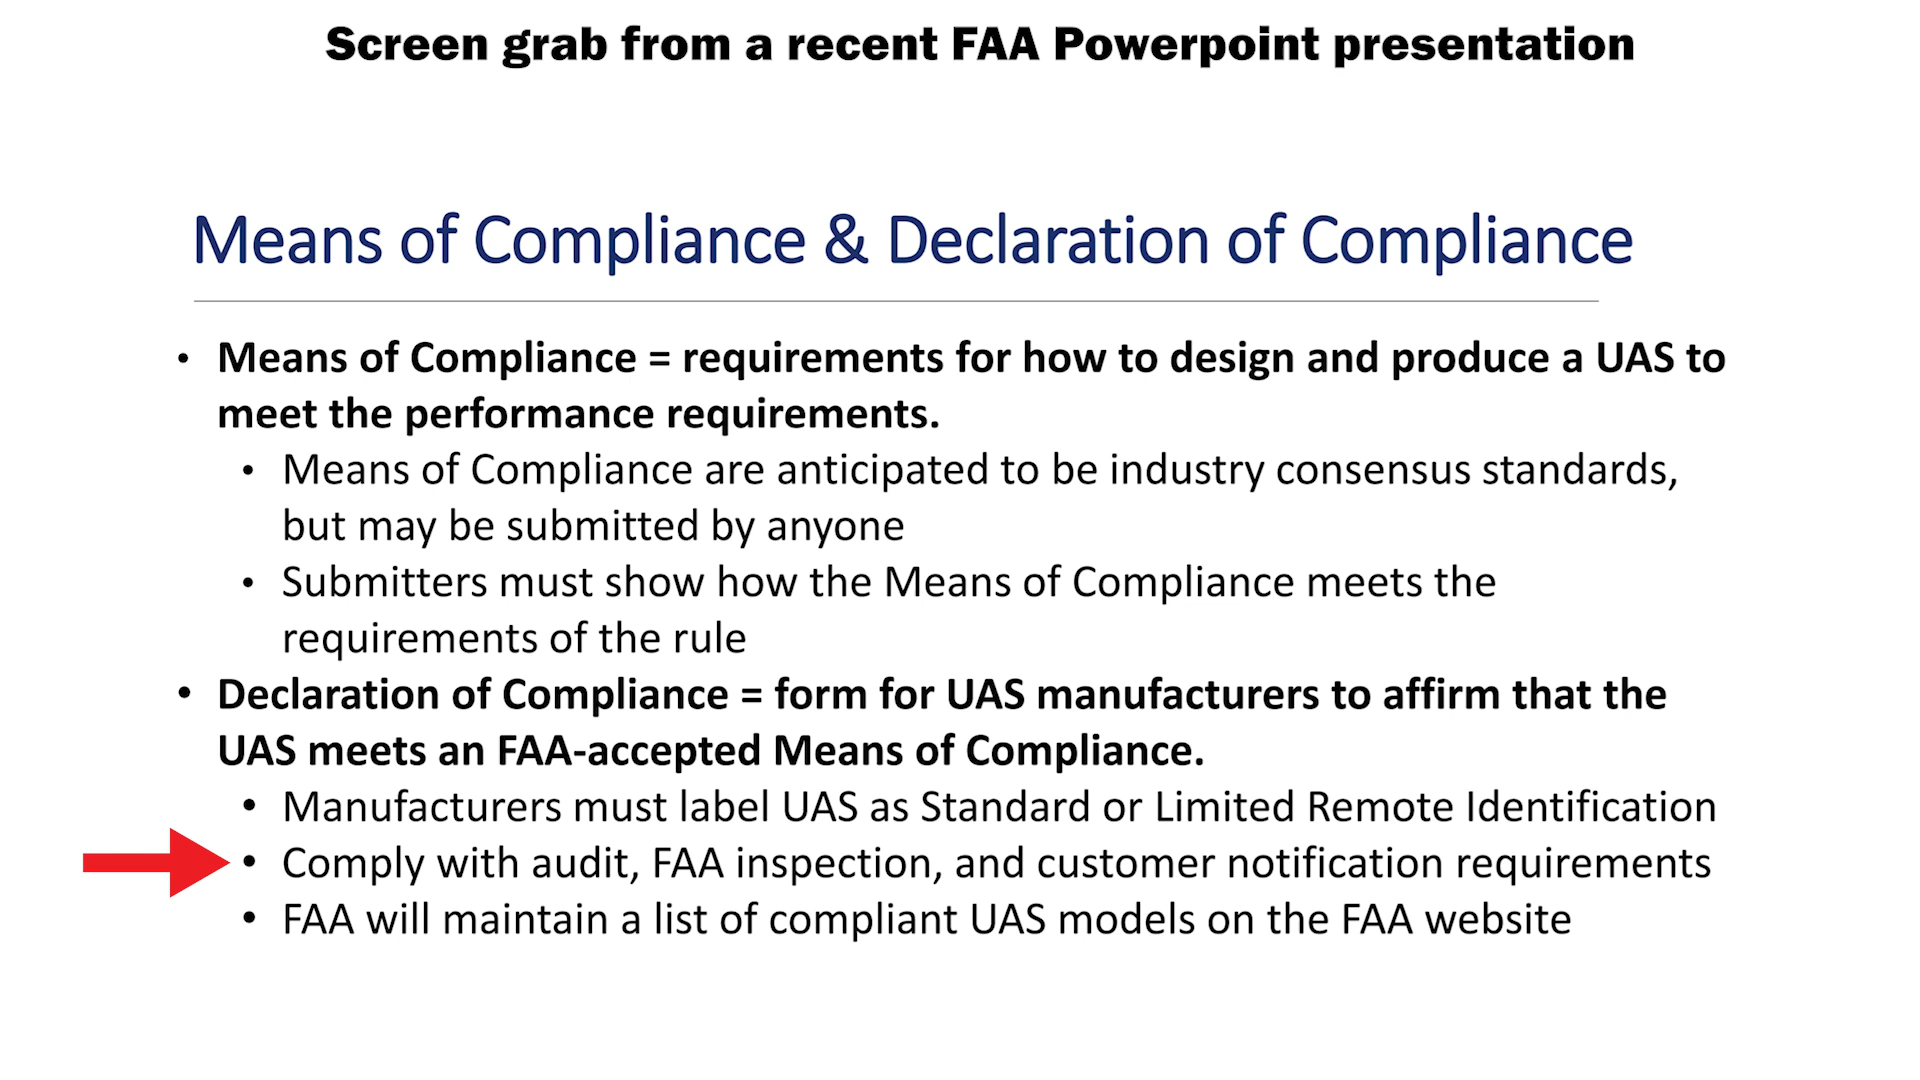 Screen grab from a recent FAA Powerpoint presentation
Means of Compliance & Declaration of Compliance
• Means of Compliance = requirements for how to design and produce a UAS to
meet the performance requirements.
• Means of Compliance are anticipated to be industry consensus standards,
but may be submitted by anyone
• Submitters must show how the Means of Compliance meets the
requirements of the rule
• Declaration of Compliance = form for UAS manufacturers to affirm that the
UAS meets an FAA-accepted Means of Compliance.
• Manufacturers must label UAS as Standard or Limited Remote Identification
• Comply with audit, FAA inspection, and customer notification requirements
• FAA will maintain a list of compliant UAS models on the FAA website